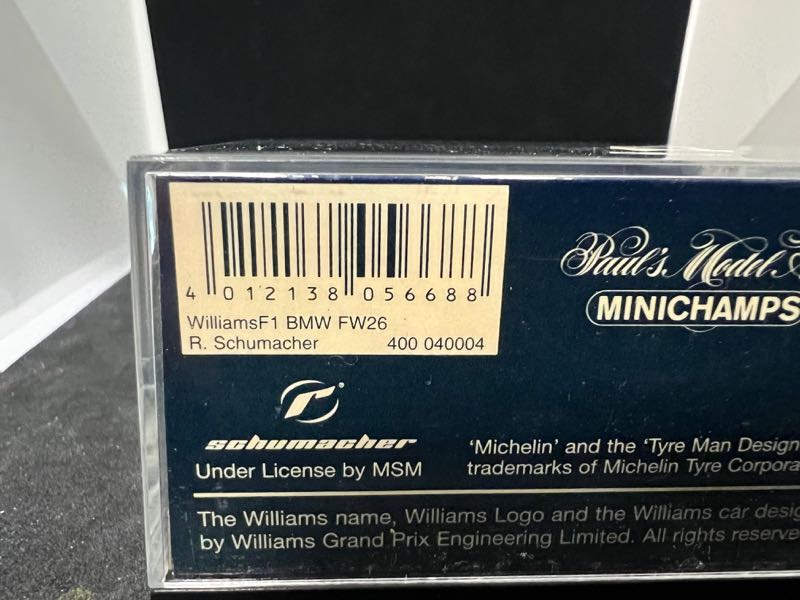 4 012138 056688
WilliamsF1 BMW FW26
R. Schumacher 400 040004
Paul's Model
MINICHAMPS
schumacher
Under License by MSM
'Michelin' and the 'Tyre Man Design
trademarks of Michelin Tyre Corpora
The Williams name, Williams Logo and the Williams car desig
by Williams Grand Prix Engineering Limited. All rights reserve